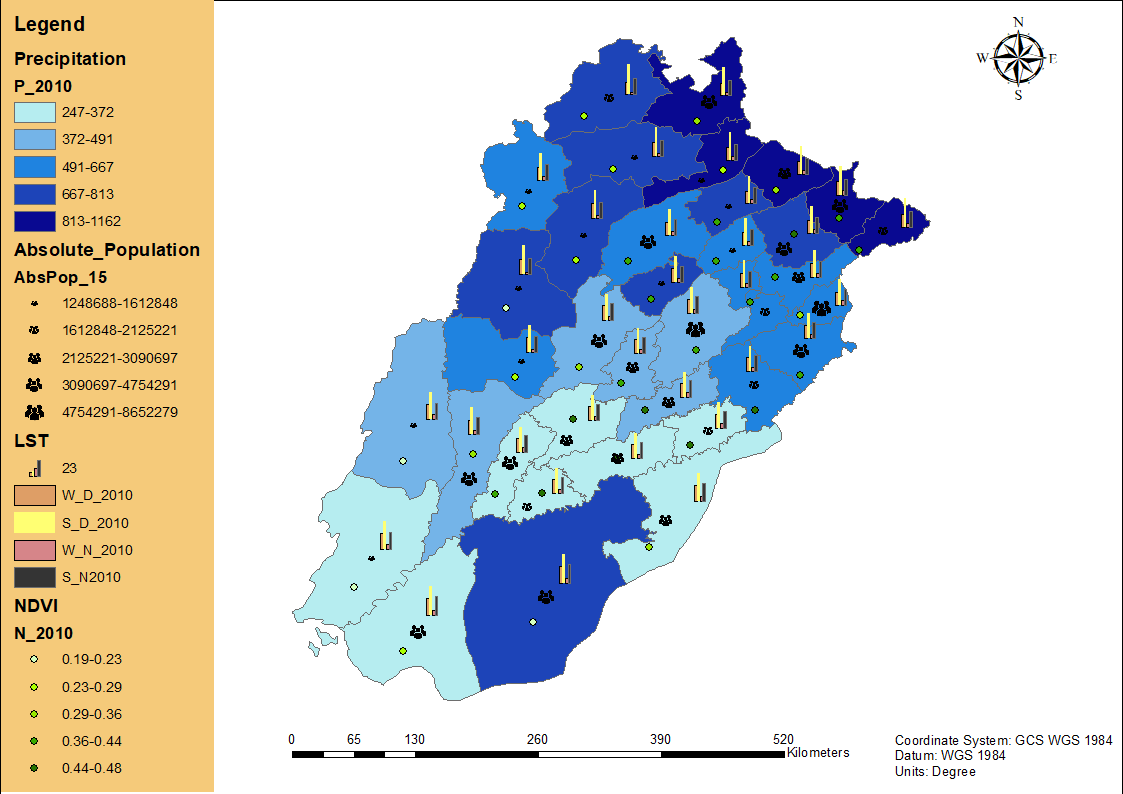 Legend
Precipitation
P_2010
247-372
372-491
491-667
667-813
813-1162
Absolute_Population
AbsPop_15
1248688-1612848
1612848-2125221
2125221-3090697
3090697-4754291
4754291-8652279
LST
23
W_D_2010
S_D_2010
W_N_2010
S_N2010
NDVI
N_2010
0.19-0.23
0.23-0.29
0.29-0.36
0.36-0.44
0.44-0.48
N
W E
S
0 65 130 260 390 520
Kilometers
Coordinate System: GCS WGS 1984
Datum: WGS 1984
Units: Degree